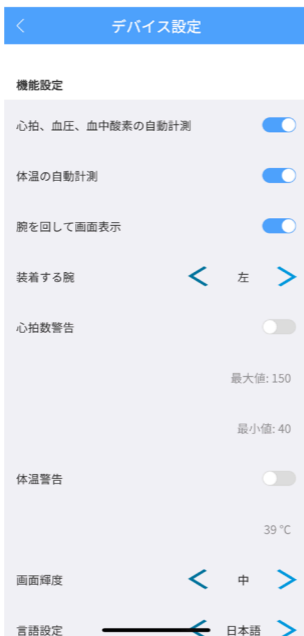 デバイス設定
機能設定
心拍、血圧、血中酸素の自動計測
体温の自動計測
腕を回して画面表示
装着する腕 左
心拍数警告
最大値: 150
最小値: 40
体温警告
39 ℃
画面輝度 中
言語設定 日本語